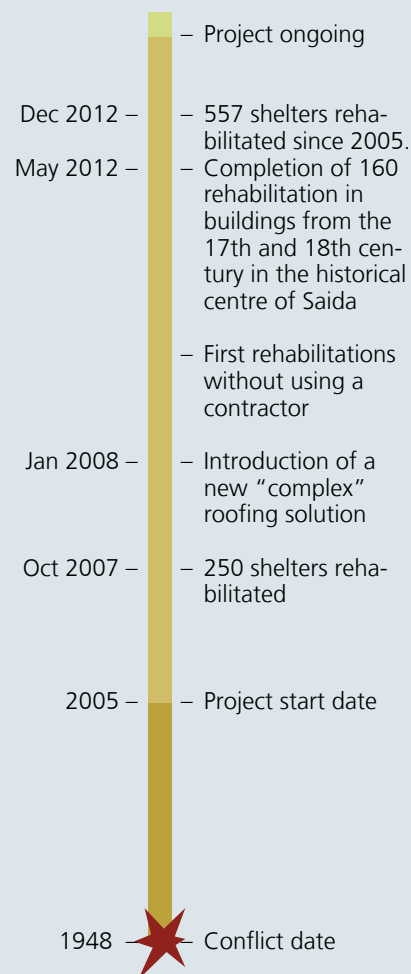 – Project ongoing
Dec 2012 – – 557 shelters reha-
bilitated since 2005.
May 2012 – – Completion of 160
rehabilitation in
buildings from the
17th and 18th cen-
tury in the historical
centre of Saida
– First rehabilitations
without using a
contractor
Jan 2008 – – Introduction of a
new “complex”
roofing solution
Oct 2007 – – 250 shelters reha-
bilitated
2005 – – Project start date
1948 – – Conflict date